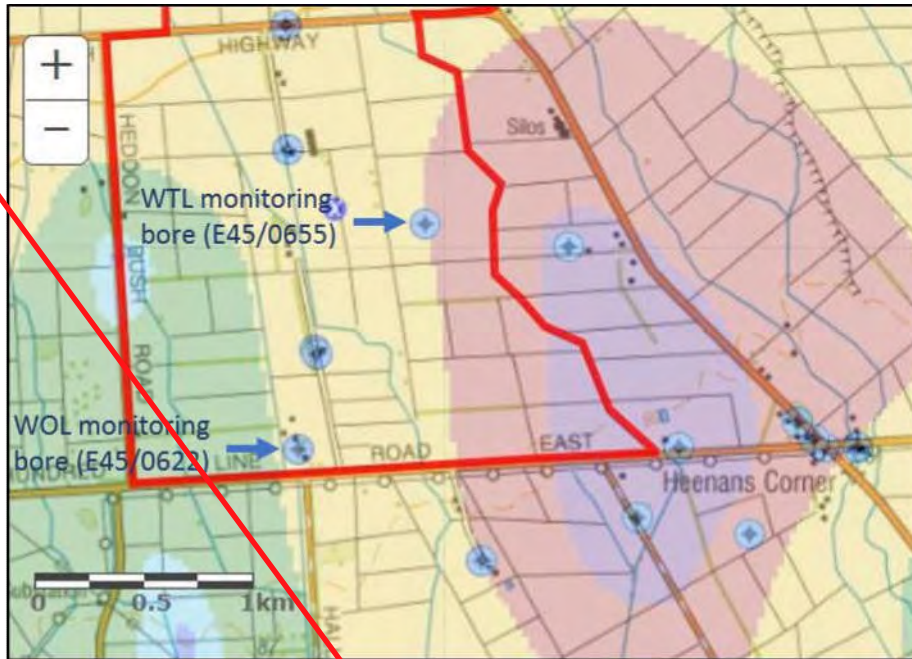 +
HIGHWAY
−
HEDDON
Silos
WTL monitoring
bore (E45/0655)
BUSH
ROAD
WOL monitoring
bore (E45/0622)
LINE ROAD EAST
Heenans Corner
0 0.5 1km